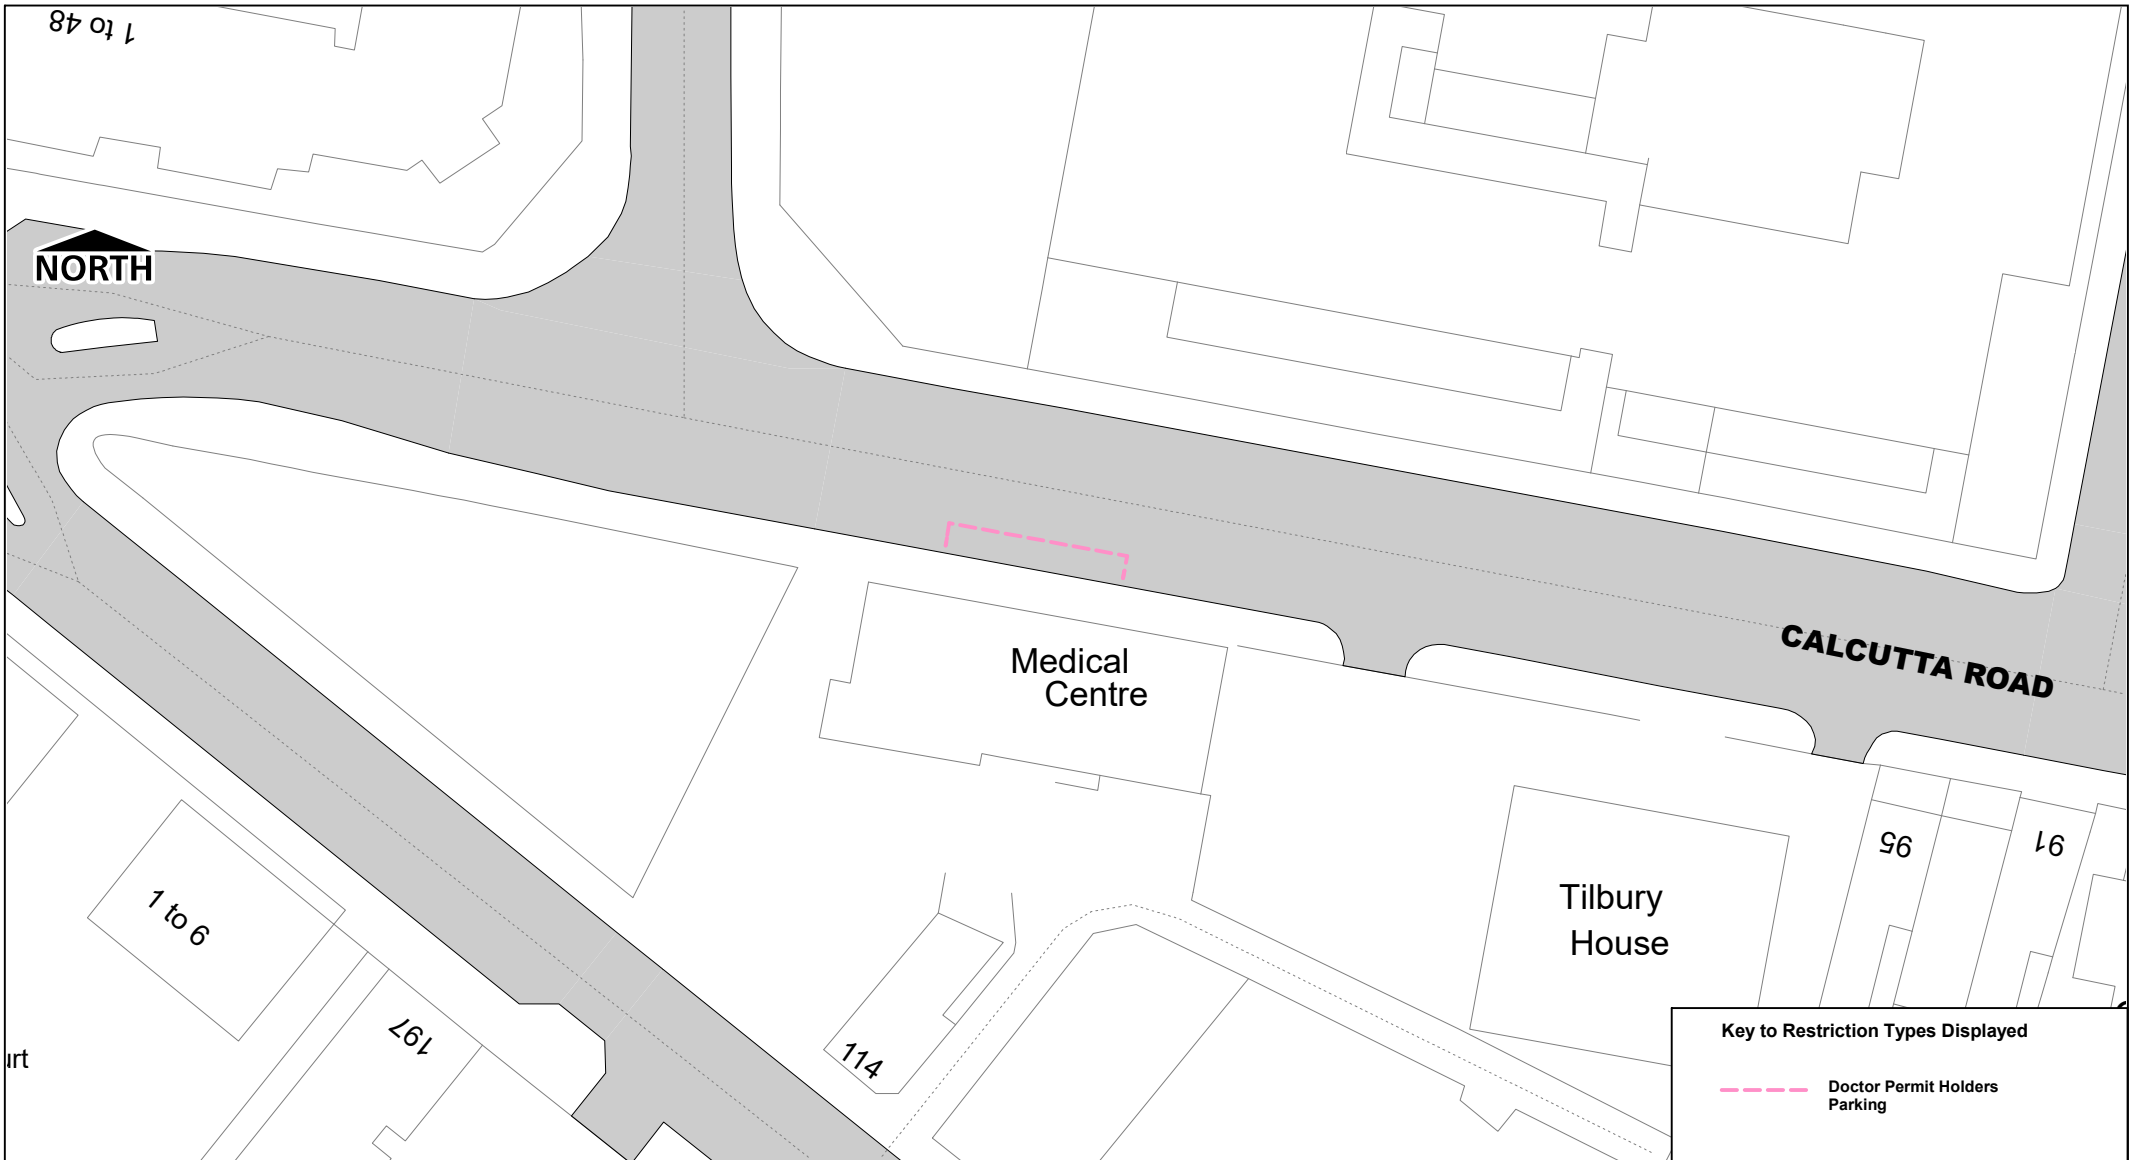 1 to 48
NORTH
CALCUTTA ROAD
Medical
Centre
95
91
Tilbury
House
1 to 6
197
114
Key to Restriction Types Displayed
Doctor Permit Holders
Parking